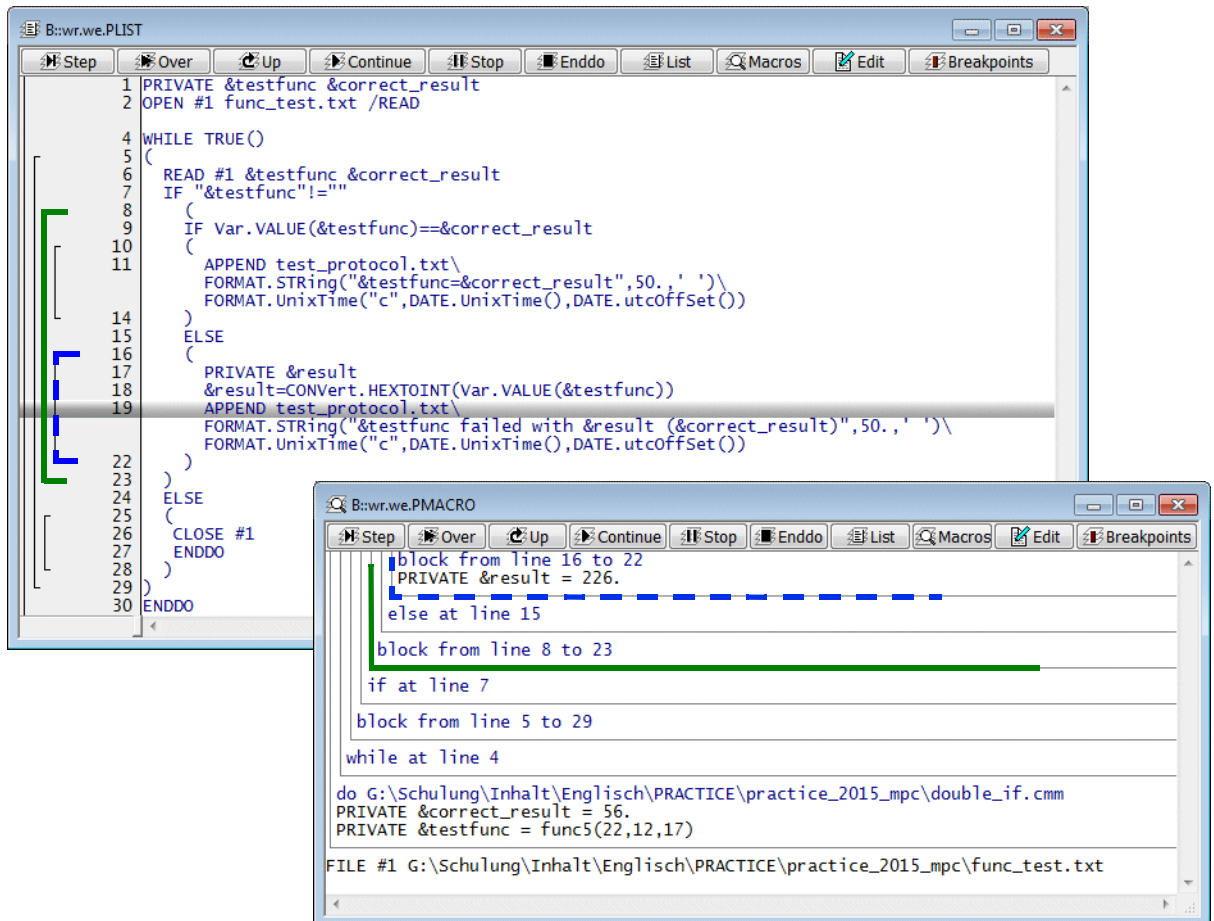 B::wr.we.PLIST
Step Over Up Continue Stop Enddo List Macros Edit Breakpoints
1 PRIVATE &testfunc &correct_result
2 OPEN #1 func_test.txt /READ
4 WHILE TRUE()
5 (
6 READ #1 &testfunc &correct_result
7 IF "&testfunc"!=""
8 (
9 IF Var.VALUE(&testfunc)==&correct_result
10 (
11 APPEND test_protocol.txt\
FORMAT.STRing("&testfunc=&correct_result",50.,' ')\
FORMAT.UnixTime("c",DATE.UnixTime(),DATE.utcOffSet())
14 )
15 ELSE
16 (
17 PRIVATE &result
18 &result=CONVert.HEXTOINT(Var.VALUE(&testfunc))
19 APPEND test_protocol.txt\
FORMAT.STRing("&testfunc failed with &result (&correct_result)",50.,' ')\
FORMAT.UnixTime("c",DATE.UnixTime(),DATE.utcOffSet())
22 )
23 )
24 ELSE
25 (
26 CLOSE #1
27 ENDDO
28 )
29 )
30 ENDDO
B::wr.we.PMACRO
Step Over Up Continue Stop Enddo List Macros Edit Breakpoints
block from line 16 to 22
PRIVATE &result = 226.
else at line 15
block from line 8 to 23
if at line 7
block from line 5 to 29
while at line 4
do G:\Schulung\Inhalt\Englisch\PRACTICE\practice_2015_mpc\double_if.cmm
PRIVATE &correct_result = 56.
PRIVATE &testfunc = func5(22,12,17)
FILE #1 G:\Schulung\Inhalt\Englisch\PRACTICE\practice_2015_mpc\func_test.txt